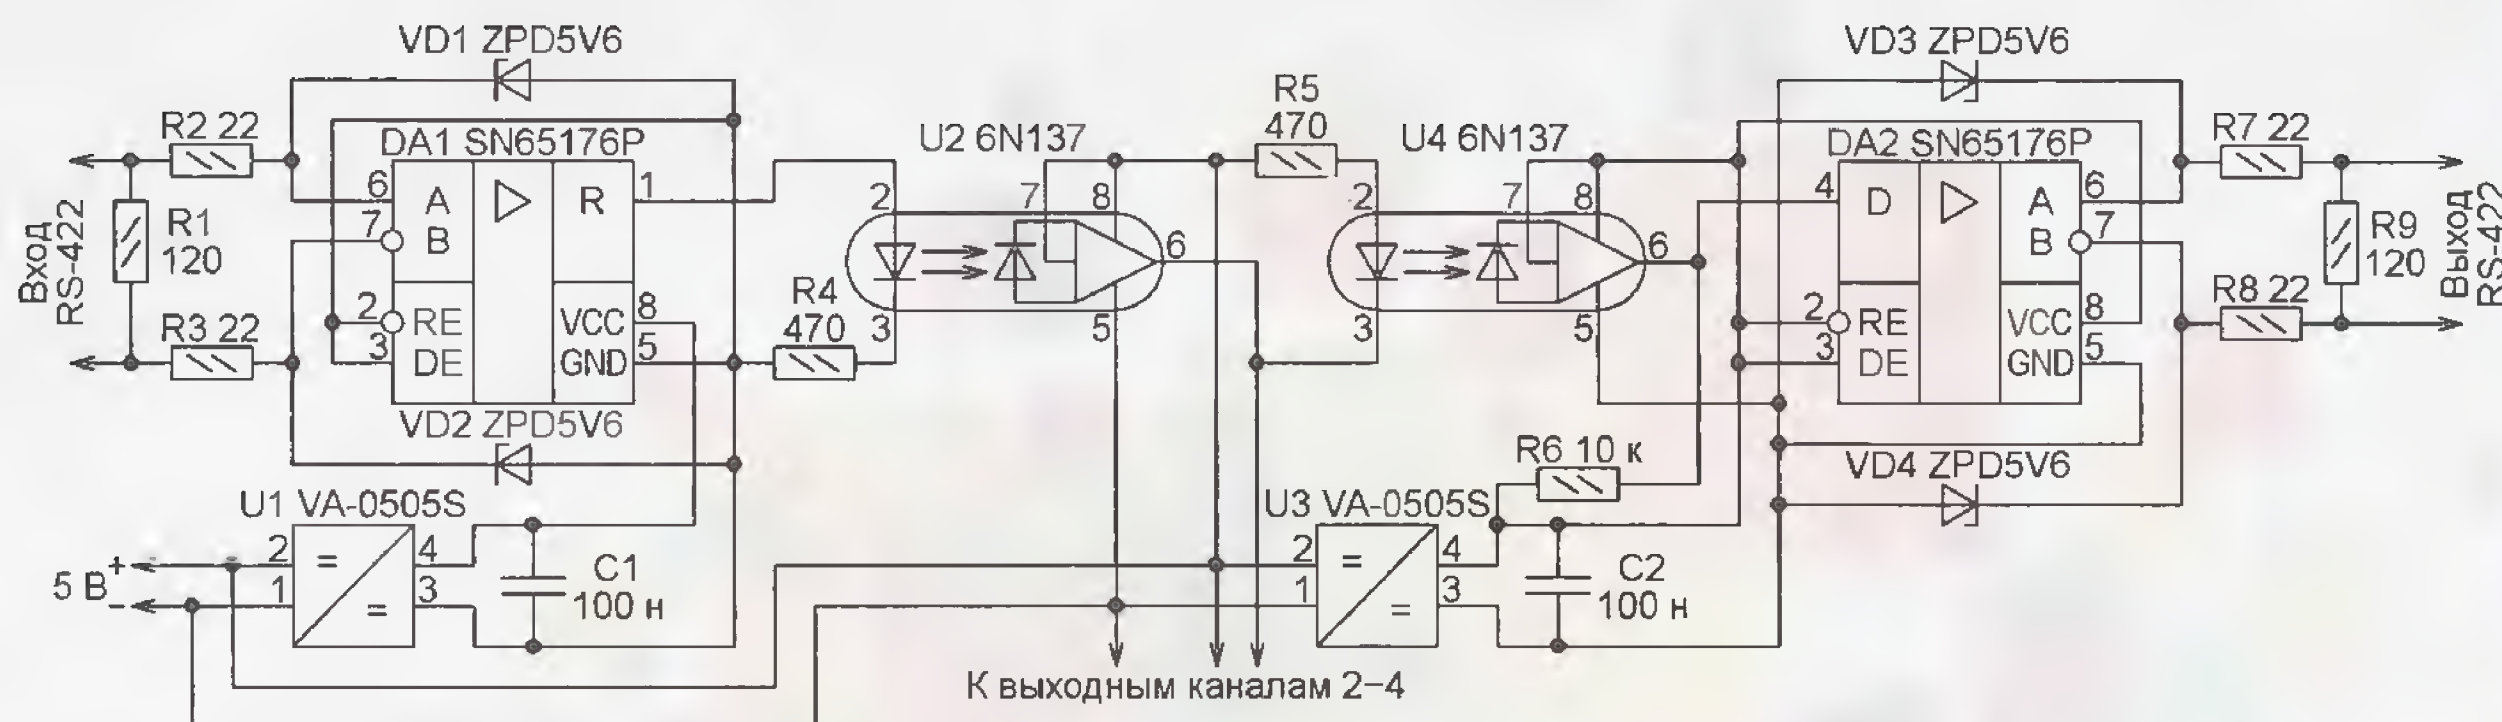 VD1 ZPD5V6
VD3 ZPD5V6
R2 22
DA1 SN65176P
U2 6N137
R5
470
U4 6N137
DA2 SN65176P
R7 22
Вход
RS-422
R1
120
6
7
A
B
R
1
2
7
8
6
3
5
2
7
8
6
3
5
4
D
A
B
6
7
R9
120
Выход
RS-422
R3 22
2
3
RE
DE
VCC
GND
8
5
R4
470
2
3
RE
DE
VCC
GND
8
5
R8 22
VD2 ZPD5V6
R6 10 к
VD4 ZPD5V6
U1 VA-0505S
U3 VA-0505S
5 В
+
–
2
1
=
=
4
3
C1
100 н
2
1
=
=
4
3
C2
100 н
К выходным каналам 2–4